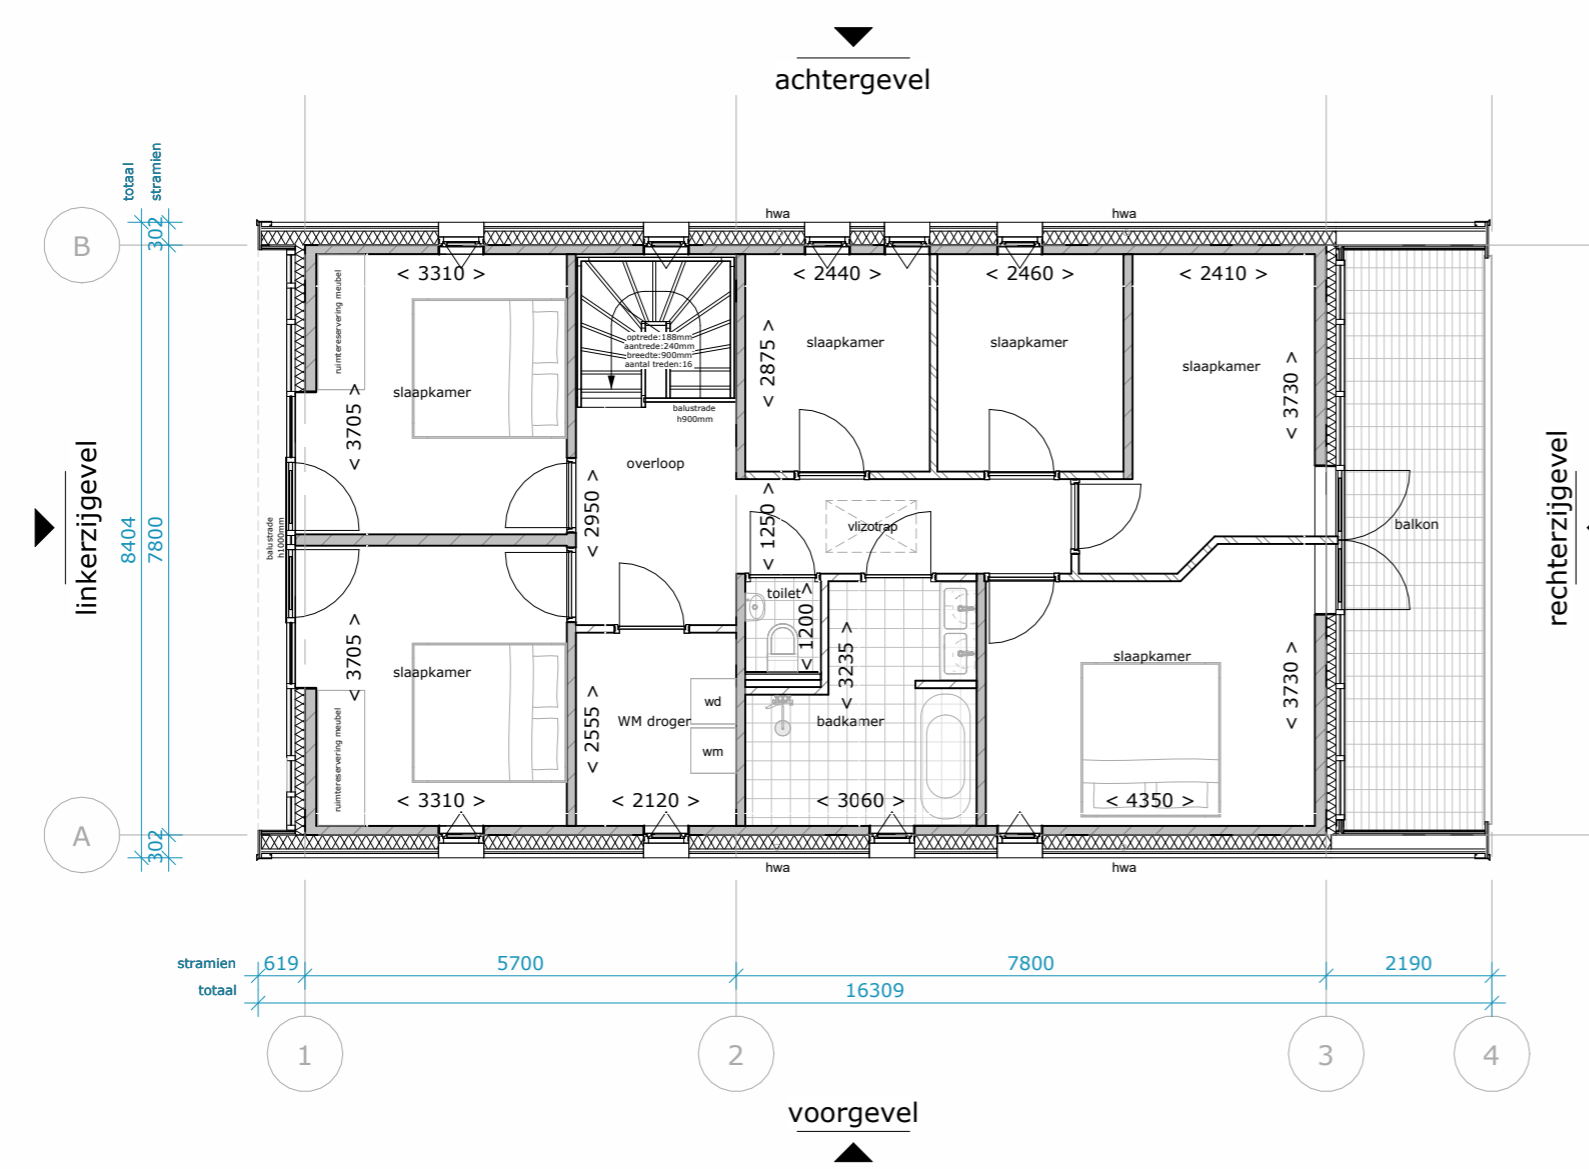 achtergevel
totaal
stramien
hwa
hwa
B
302
< 3310 >
< 2440 >
< 2460 >
< 2410 >
ruimtereservering meubel
optrede:188mm
aantrede:240mm
breedte:900mm
aantal treden:16
slaapkamer
slaapkamer
slaapkamer
slaapkamer
< 2875 >
< 3730 >
< 3705 >
balustrade
h900mm
overloop
< 2950 >
< 1250 >
vlizotrap
balkon
linkerzijgevel
8404
7800
balustrade
h1000mm
rechterzijgevel
toilet
< 1200 >
< 3705 >
slaapkamer
< 3235 >
slaapkamer
< 3730 >
ruimtereservering meubel
< 2555 >
WM droger
wd
wm
badkamer
< 3310 >
< 2120 >
< 3060 >
< 4350 >
A
302
hwa
hwa
stramien
619
5700
7800
2190
totaal
16309
1
2
3
4
voorgevel